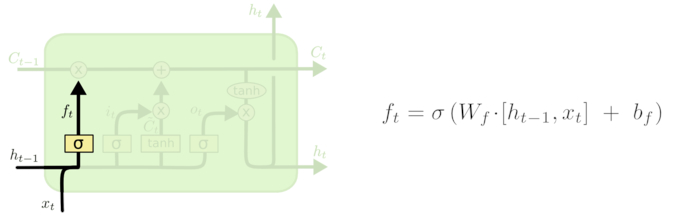 h_t
C_{t-1}
C_t
x
+
tanh
f_t
i_t
o_t
x
x
C̃_t
σ
σ
tanh
σ
h_{t-1}
h_t
x_t
f_t = σ (W_f · [h_{t-1}, x_t] + b_f)